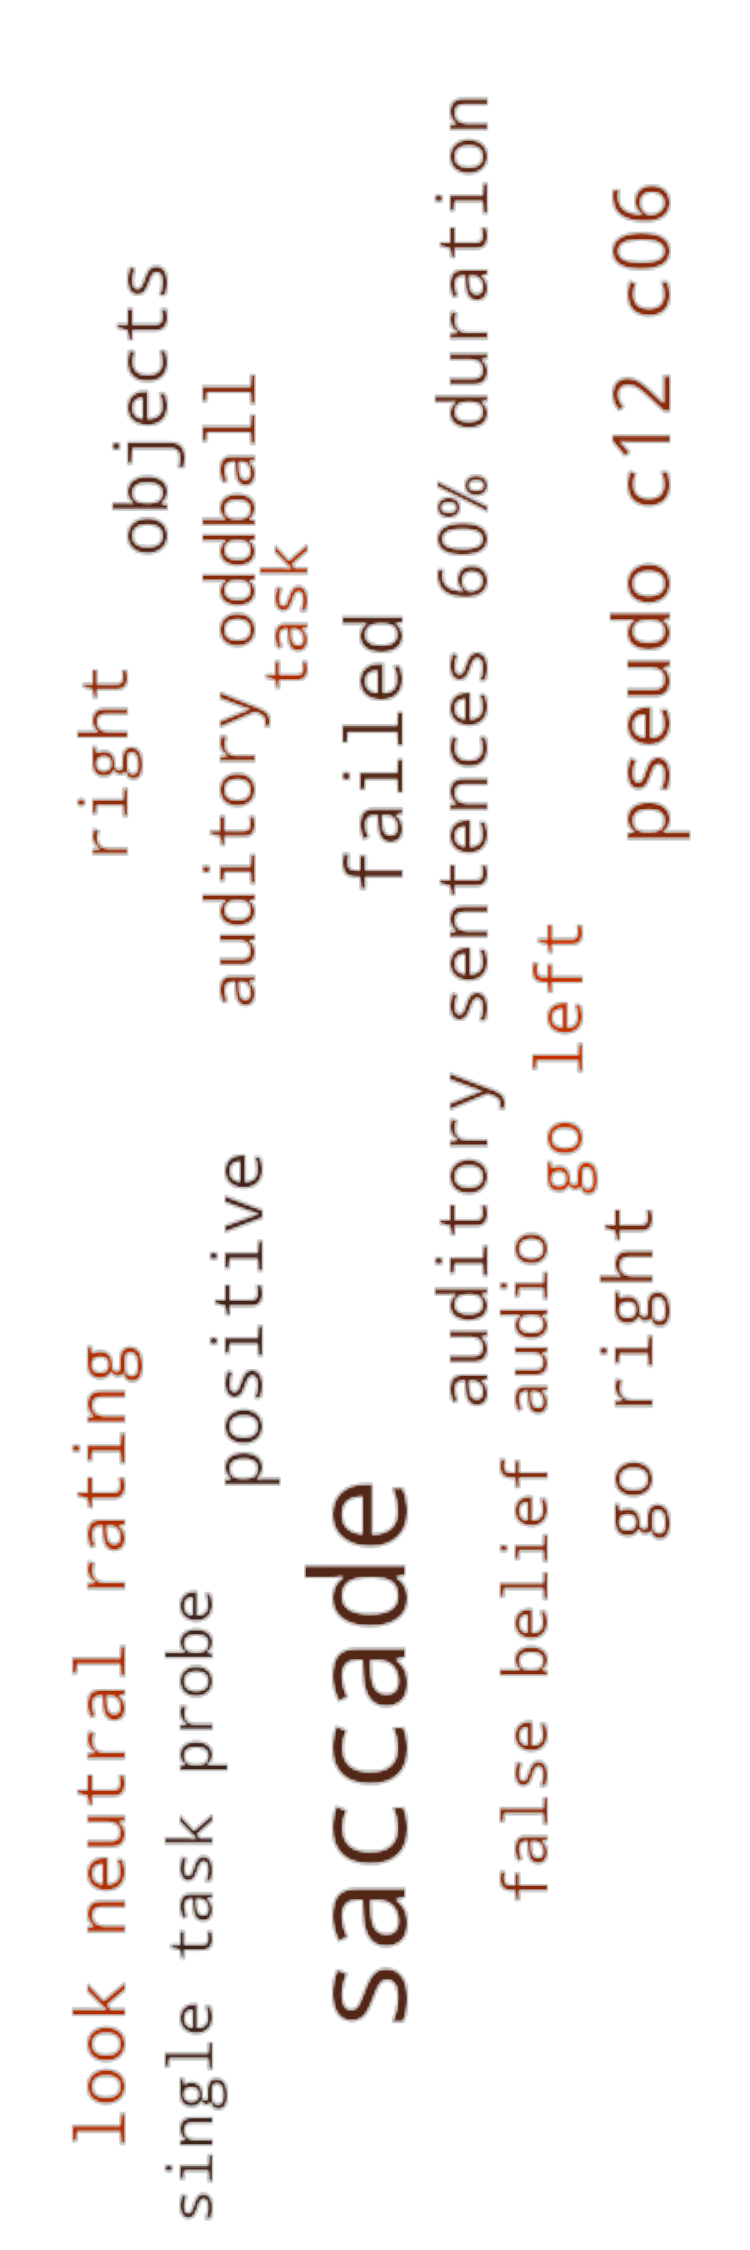 look neutral rating
right
objects
single task probe
auditory oddball
positive
task
saccade
failed
auditory sentences 60% duration
false belief audio
go left
go right
pseudo c12 c06